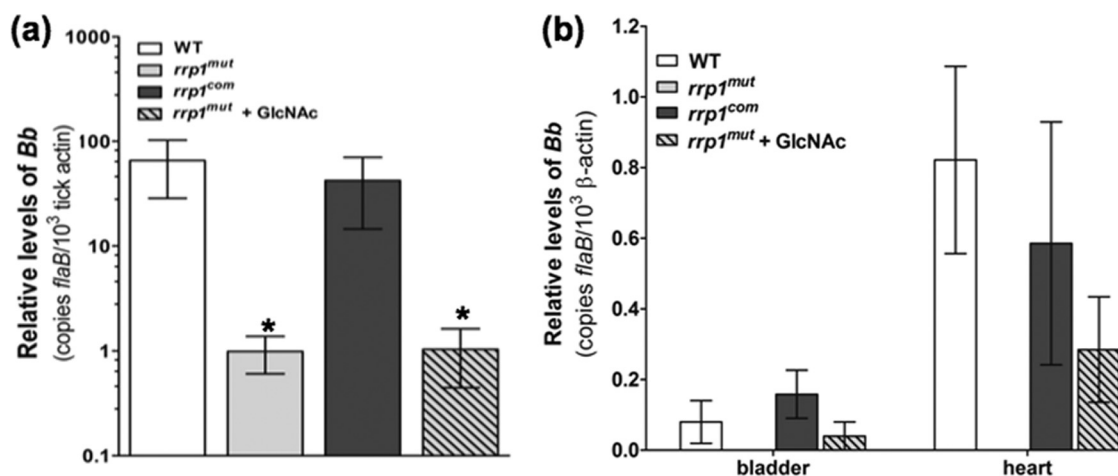 (a)
Relative levels of Bb
(copies flaB/10³ tick actin)
1000
100
10
1
0.1
WT
rrp1ᵐᵘᵗ
rrp1ᶜᵒᵐ
rrp1ᵐᵘᵗ + GlcNAc
*
*
(b)
Relative levels of Bb
(copies flaB/10³ β-actin)
1.2
1.0
0.8
0.6
0.4
0.2
0.0
WT
rrp1ᵐᵘᵗ
rrp1ᶜᵒᵐ
rrp1ᵐᵘᵗ + GlcNAc
bladder
heart